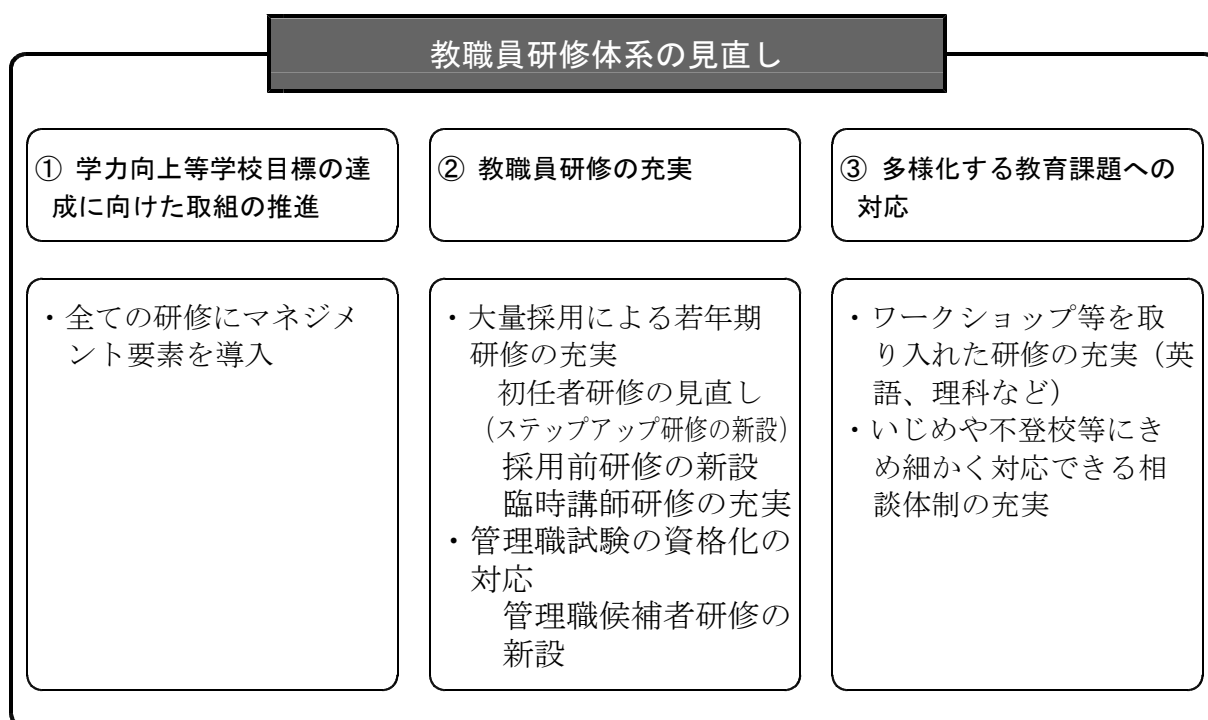 教職員研修体系の見直し
① 学力向上等学校目標の達
成に向けた取組の推進
・全ての研修にマネジメ
ント要素を導入
② 教職員研修の充実
・大量採用による若年期
研修の充実
初任者研修の見直し
（ステップアップ研修の新設）
採用前研修の新設
臨時講師研修の充実
・管理職試験の資格化の
対応
管理職候補者研修の
新設
③ 多様化する教育課題への
対応
・ワークショップ等を取
り入れた研修の充実（英
語、理科など）
・いじめや不登校等にき
め細かく対応できる相
談体制の充実